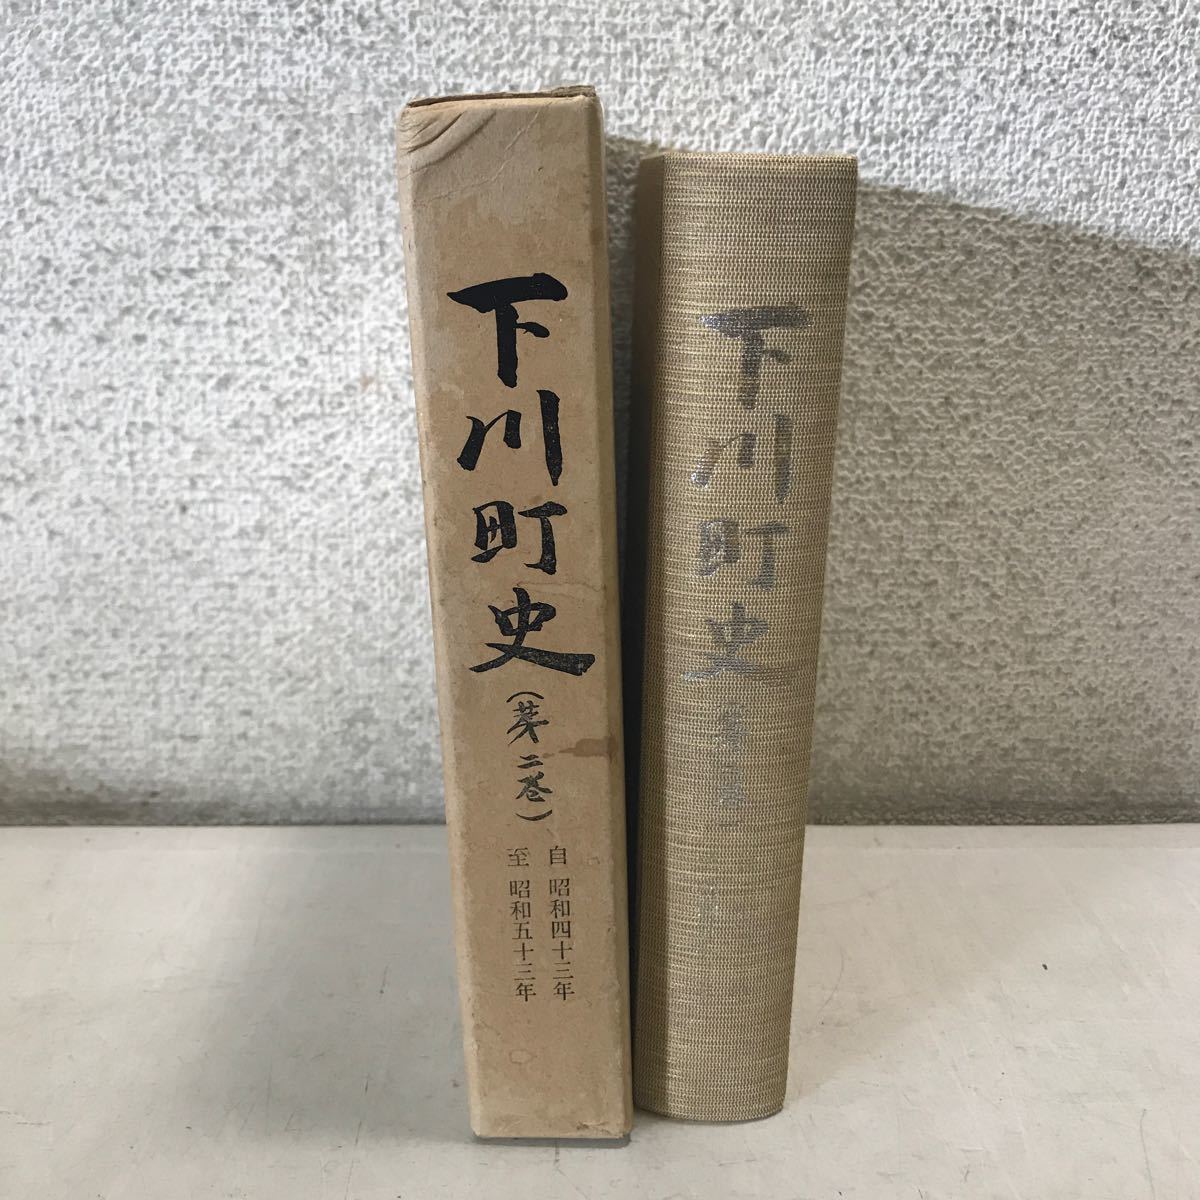 下川町史
(第二巻)
自 昭和四十三年
至 昭和五十三年
下川町史